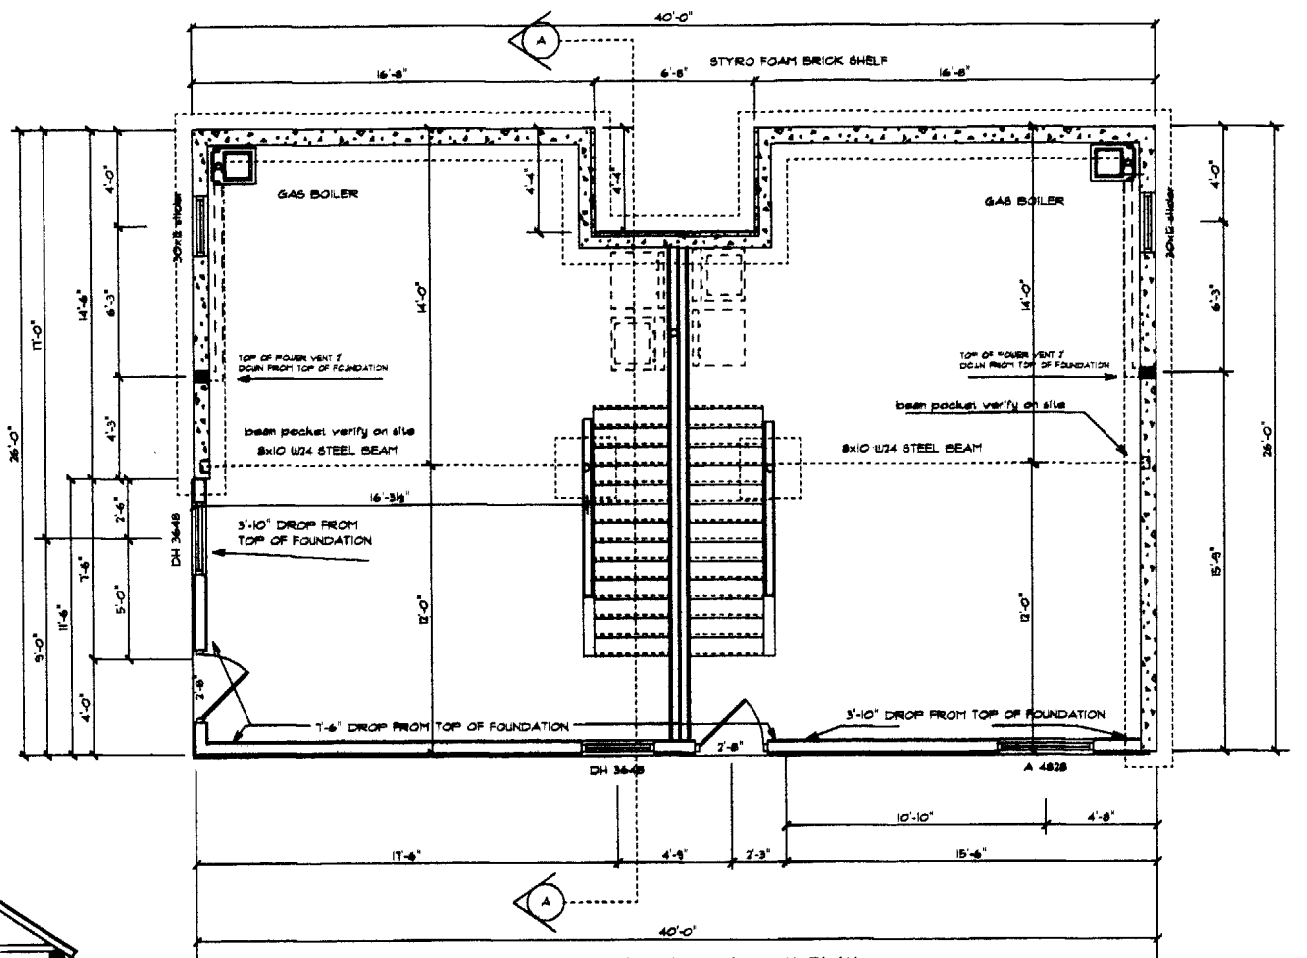 40'-0"
A
STYRO FOAM BRICK SHELF
16'-8"
6'-8"
16'-8"
4'-0"
4'-4"
4'-4"
4'-0"
GAS BOILER
GAS BOILER
30x12 slider
30x12 slider
14'-6"
6'-3"
14'-0"
14'-0"
6'-3"
17'-0"
TOP OF POWER VENT 2'
DOWN FROM TOP OF FOUNDATION
TOP OF POWER VENT 2'
DOWN FROM TOP OF FOUNDATION
26'-0"
4'-3"
beam pocket verify on site
8x10 W24 STEEL BEAM
beam pocket verify on site
8x10 W24 STEEL BEAM
26'-0"
16'-3½"
2'-6"
DH 3648
3'-10" DROP FROM
TOP OF FOUNDATION
7'-6"
15'-9"
11'-6"
5'-0"
12'-0"
12'-0"
9'-0"
2'-8"
4'-0"
7'-6" DROP FROM TOP OF FOUNDATION
3'-10" DROP FROM TOP OF FOUNDATION
2'-8"
DH 3648
A 4828
10'-10"
4'-8"
17'-6"
4'-9"
2'-3"
15'-6"
A
40'-0"